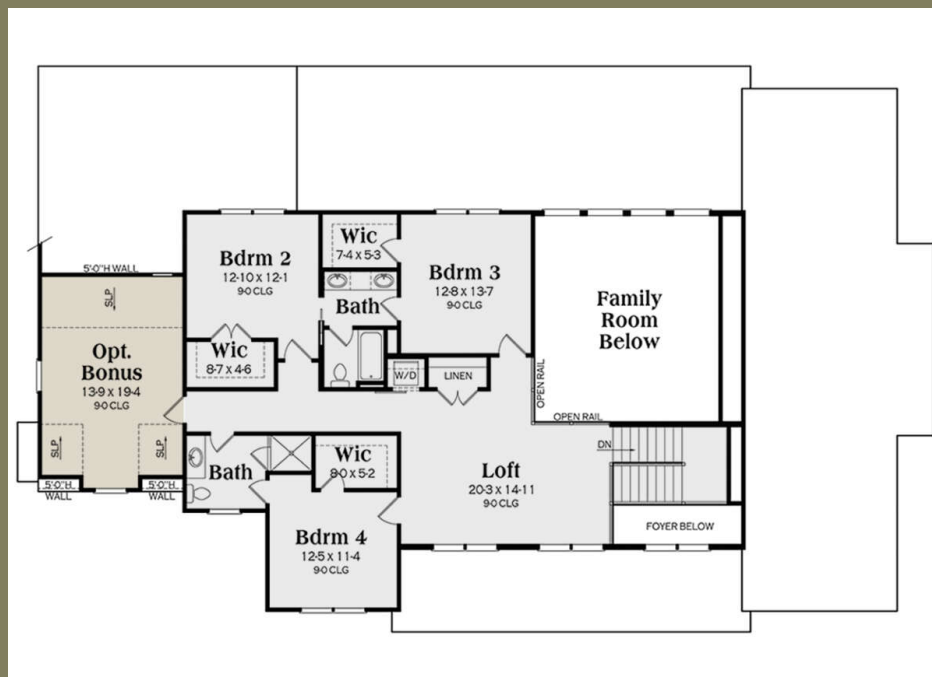 5'-0"H WALL
SLP
Opt.
Bonus
13-9 x 19-4
9-0 CLG
SLP
SLP
5'-0"H
WALL
5'-0"H
WALL
Bdrm 2
12-10 x 12-1
9-0 CLG
Wic
8-7 x 4-6
Wic
7-4 x 5-3
Bath
Bdrm 3
12-8 x 13-7
9-0 CLG
W/D
LINEN
Family
Room
Below
OPEN RAIL
OPEN RAIL
DN
Bath
Wic
8-0 x 5-2
Loft
20-3 x 14-11
9-0 CLG
FOYER BELOW
Bdrm 4
12-5 x 11-4
9-0 CLG